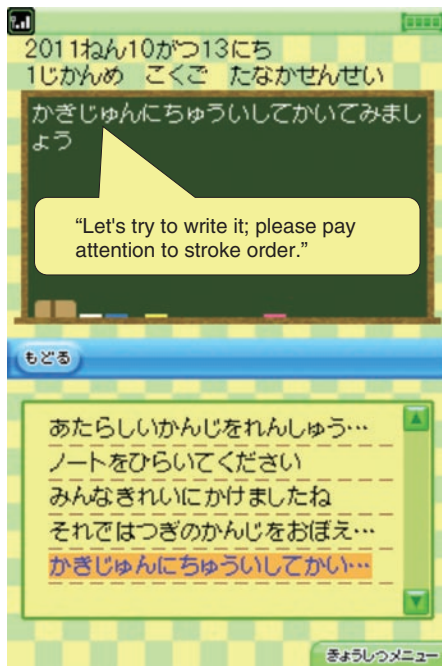 2011ねん10がつ13にち
1じかんめ こくご たなかせんせい
かきじゅんにちゅういしてかいてみまし
ょう
“Let's try to write it; please pay
attention to stroke order.”
もどる
あたらしいかんじをれんしゅう…
ノートをひらいてください
みんなきれいにかけましたね
それではつぎのかんじをおぼえ…
かきじゅんにちゅういしてかい…
きょうしつメニュー